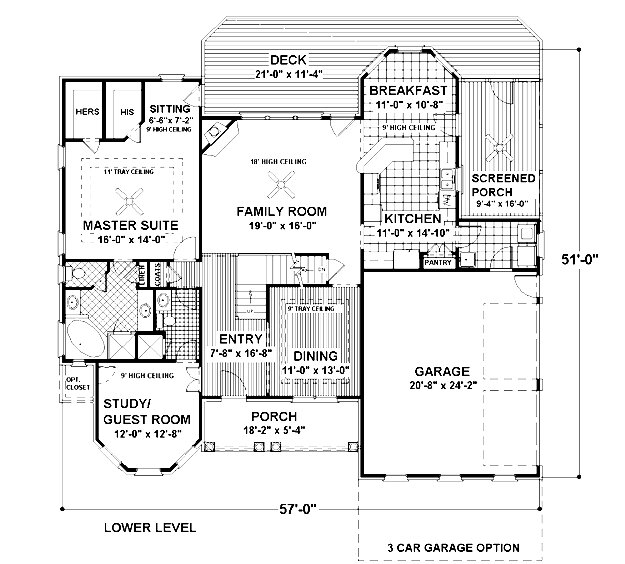 DECK
21'-0" x 11'-4"
BREAKFAST
11'-0" x 10'-8"
9' HIGH CEILING
HERS
HIS
SITTING
6'-6" x 7'-2"
9' HIGH CEILING
11' TRAY CEILING
MASTER SUITE
16'-0" x 14'-0"
18' HIGH CEILING
FAMILY ROOM
19'-0" x 16'-0"
SCREENED
PORCH
9'-4" x 16'-0"
KITCHEN
11'-0" x 14'-10"
PANTRY
51'-0"
LINEN
COATS
DN
9' TRAY CEILING
ENTRY
7'-8" x 16'-8"
DINING
11'-0" x 13'-0"
GARAGE
20'-8" x 24'-2"
OPT.
CLOSET
9' HIGH CEILING
STUDY/
GUEST ROOM
12'-0" x 12'-8"
PORCH
18'-2" x 5'-4"
57'-0"
LOWER LEVEL
3 CAR GARAGE OPTION